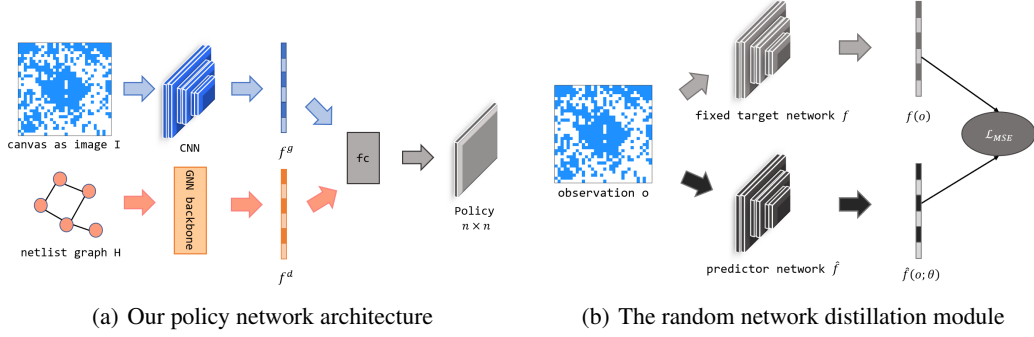 canvas as image I
CNN
f^g
netlist graph H
GNN backbone
f^d
fc
Policy
n × n
(a) Our policy network architecture
observation o
fixed target network f
f(o)
predictor network f̂
f̂(o; θ)
ℒ_MSE
(b) The random network distillation module